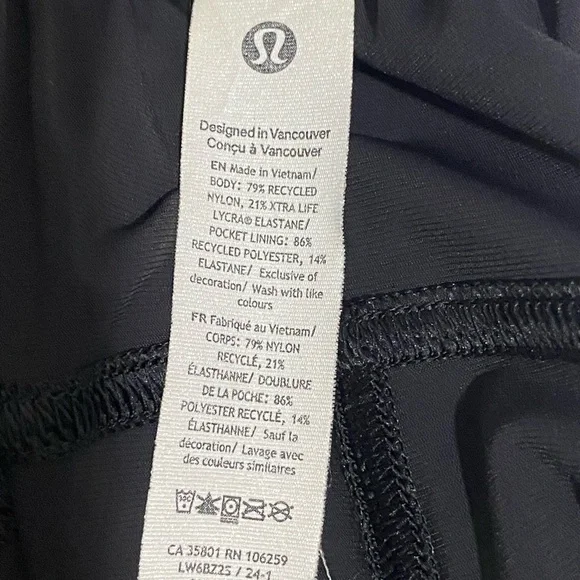 Designed in Vancouver
Conçu à Vancouver
EN Made in Vietnam/
BODY: 79% RECYCLED
NYLON, 21% XTRA LIFE
LYCRA® ELASTANE/
POCKET LINING: 86%
RECYCLED POLYESTER, 14%
ELASTANE/ Exclusive of
decoration/ Wash with like
colours
FR Fabriqué au Vietnam/
CORPS: 79% NYLON
RECYCLÉ, 21%
ÉLASTHANNE/ DOUBLURE
DE LA POCHE: 86%
POLYESTER RECYCLÉ, 14%
ÉLASTHANNE/ Sauf la
décoration/ Lavage avec
des couleurs similaires
30C
CA 35801 RN 106259
LW6BZ2S / 24-1